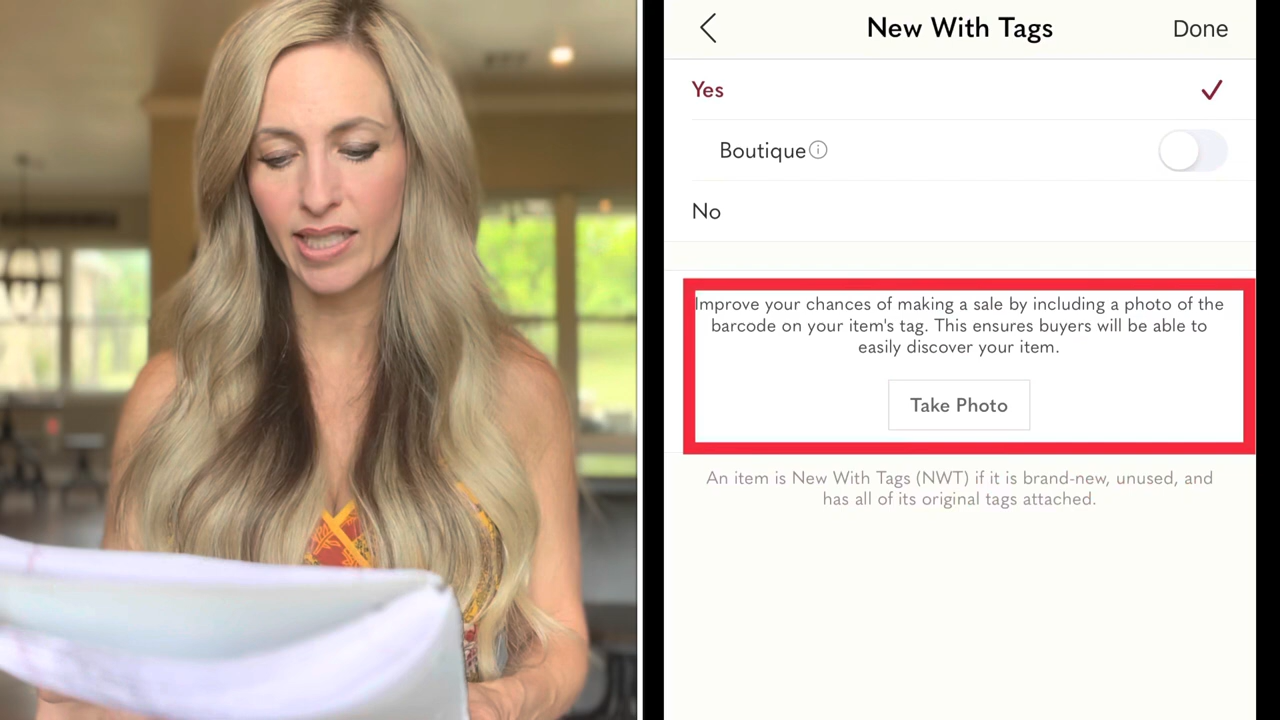 New With Tags
Done
Yes
Boutique
No
Improve your chances of making a sale by including a photo of the
barcode on your item's tag. This ensures buyers will be able to
easily discover your item.
Take Photo
An item is New With Tags (NWT) if it is brand-new, unused, and
has all of its original tags attached.